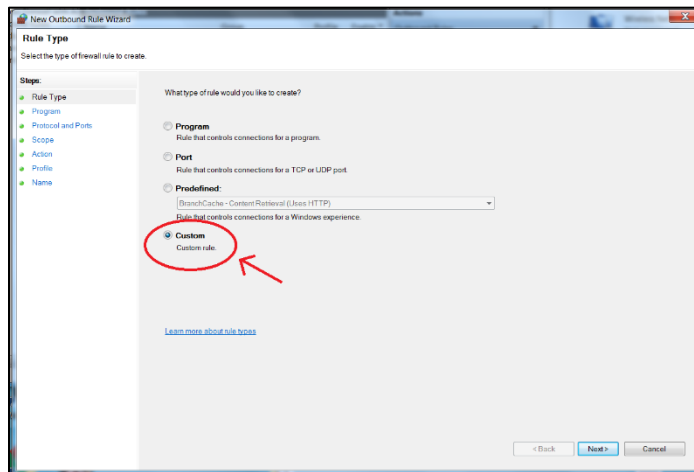 New Outbound Rule Wizard
Rule Type
Select the type of firewall rule to create.
Steps:
Rule Type
Program
Protocol and Ports
Scope
Action
Profile
Name
What type of rule would you like to create?
Program
Rule that controls connections for a program.
Port
Rule that controls connections for a TCP or UDP port.
Predefined:
BranchCache - Content Retrieval (Uses HTTP)
Rule that controls connections for a Windows experience.
Custom
Custom rule.
Learn more about rule types
< Back
Next >
Cancel